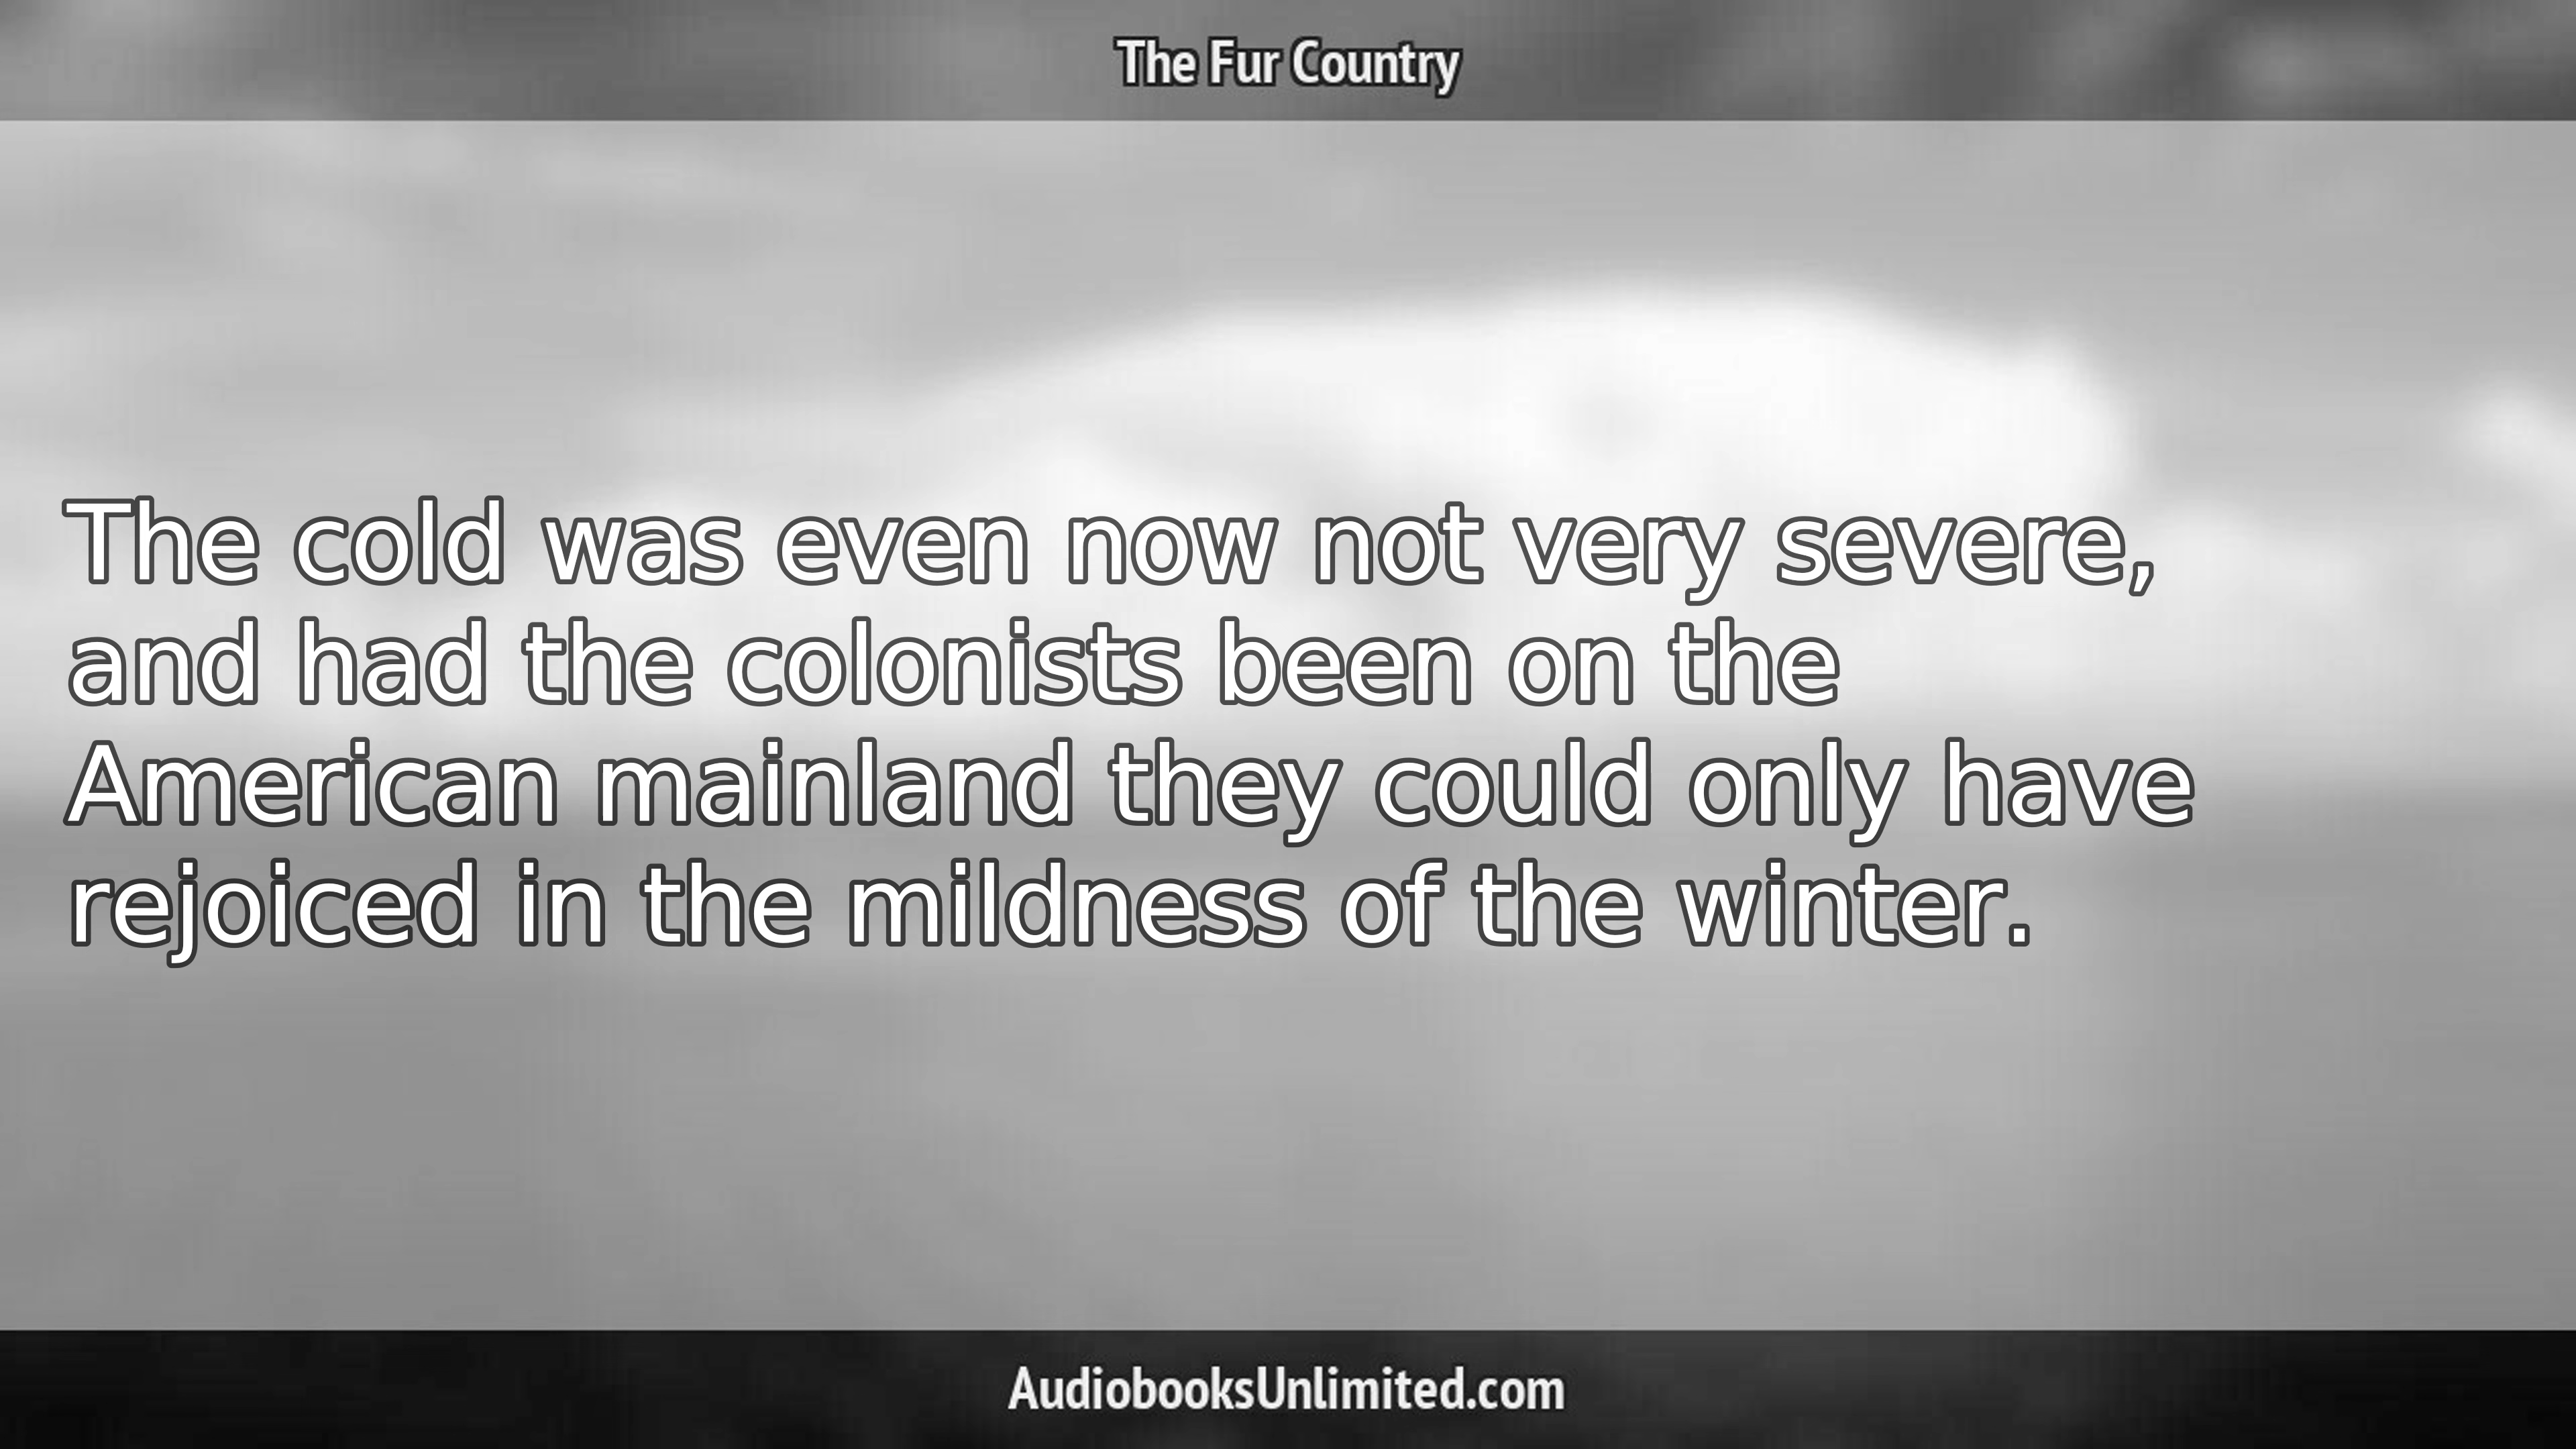 The Fur Country
The cold was even now not very severe,
and had the colonists been on the
American mainland they could only have
rejoiced in the mildness of the winter.
AudiobooksUnlimited.com